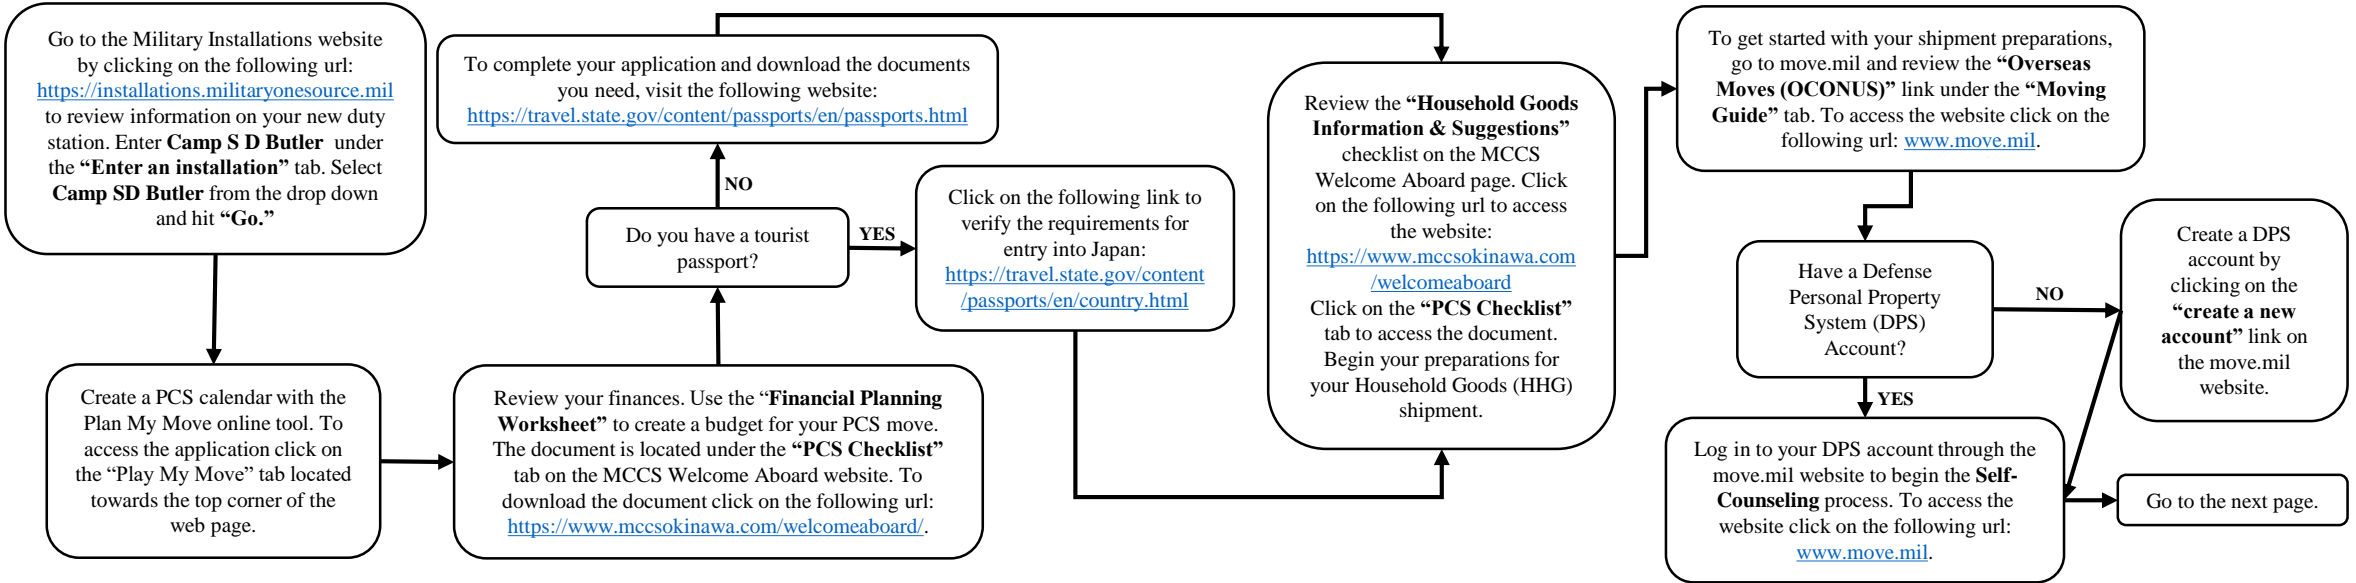 Go to the Military Installations website
by clicking on the following url:
https://installations.militaryonesource.mil
to review information on your new duty
station. Enter Camp S D Butler under
the “Enter an installation” tab. Select
Camp SD Butler from the drop down
and hit “Go.”
Create a PCS calendar with the
Plan My Move online tool. To
access the application click on
the “Play My Move” tab located
towards the top corner of the
web page.
Review your finances. Use the “Financial Planning
Worksheet” to create a budget for your PCS move.
The document is located under the “PCS Checklist”
tab on the MCCS Welcome Aboard website. To
download the document click on the following url:
https://www.mccsokinawa.com/welcomeaboard/.
Do you have a tourist
passport?
NO
To complete your application and download the documents
you need, visit the following website:
https://travel.state.gov/content/passports/en/passports.html
YES
Click on the following link to
verify the requirements for
entry into Japan:
https://travel.state.gov/content
/passports/en/country.html
Review the “Household Goods
Information & Suggestions”
checklist on the MCCS
Welcome Aboard page. Click
on the following url to access
the website:
https://www.mccsokinawa.com
/welcomeaboard
Click on the “PCS Checklist”
tab to access the document.
Begin your preparations for
your Household Goods (HHG)
shipment.
To get started with your shipment preparations,
go to move.mil and review the “Overseas
Moves (OCONUS)” link under the “Moving
Guide” tab. To access the website click on the
following url: www.move.mil.
Have a Defense
Personal Property
System (DPS)
Account?
NO
Create a DPS
account by
clicking on the
“create a new
account” link on
the move.mil
website.
YES
Log in to your DPS account through the
move.mil website to begin the Self-
Counseling process. To access the
website click on the following url:
www.move.mil.
Go to the next page.